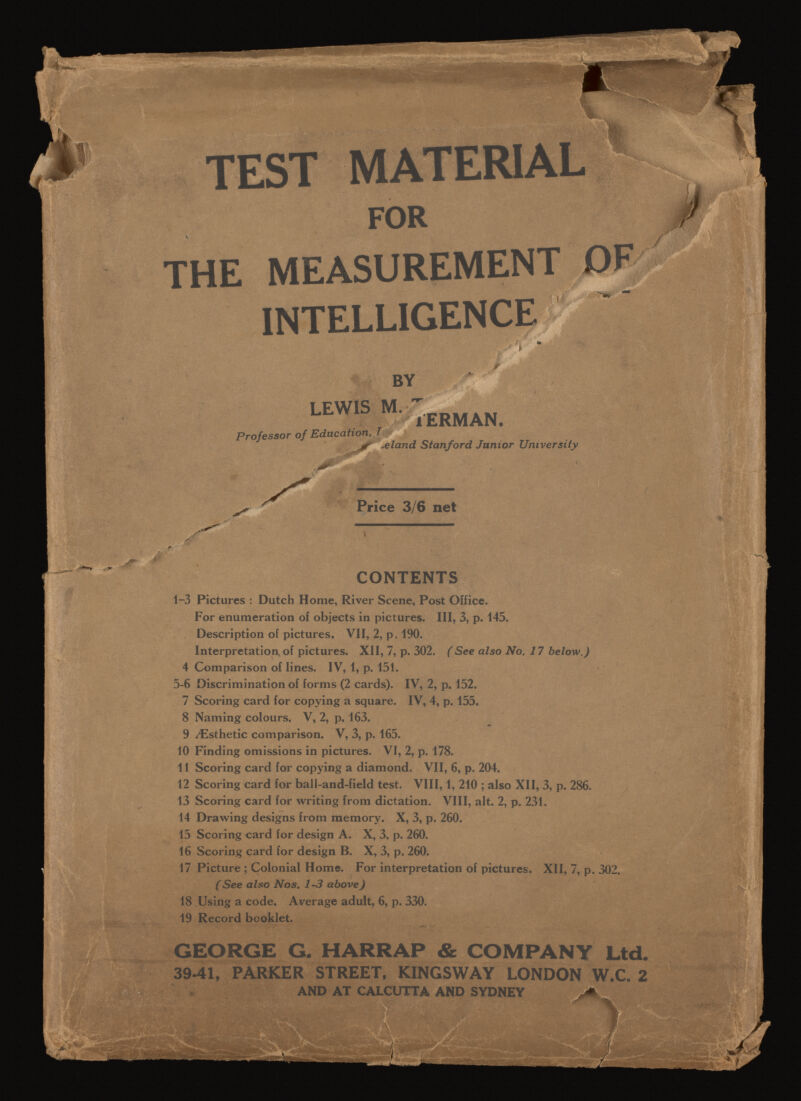 TEST MATERIAL
FOR
THE MEASUREMENT OF
INTELLIGENCE
BY
LEWIS M. TERMAN.
Professor of Education, Leland Stanford Junior University
Price 3/6 net
CONTENTS
1-3 Pictures : Dutch Home, River Scene, Post Office.
For enumeration of objects in pictures. III, 3, p. 145.
Description of pictures. VII, 2, p. 190.
Interpretation of pictures. XII, 7, p. 302. (See also No. 17 below.)
4 Comparison of lines. IV, 1, p. 151.
5-6 Discrimination of forms (2 cards). IV, 2, p. 152.
7 Scoring card for copying a square. IV, 4, p. 155.
8 Naming colours. V, 2, p. 163.
9 Æsthetic comparison. V, 3, p. 165.
10 Finding omissions in pictures. VI, 2, p. 178.
11 Scoring card for copying a diamond. VII, 6, p. 204.
12 Scoring card for ball-and-field test. VIII, 1, 210 ; also XII, 3, p. 286.
13 Scoring card for writing from dictation. VIII, alt. 2, p. 231.
14 Drawing designs from memory. X, 3, p. 260.
15 Scoring card for design A. X, 3, p. 260.
16 Scoring card for design B. X, 3, p. 260.
17 Picture ; Colonial Home. For interpretation of pictures. XII, 7, p. 302.
(See also Nos. 1-3 above)
18 Using a code. Average adult, 6, p. 330.
19 Record booklet.
GEORGE G. HARRAP & COMPANY Ltd.
39-41, PARKER STREET, KINGSWAY LONDON W.C. 2
AND AT CALCUTTA AND SYDNEY